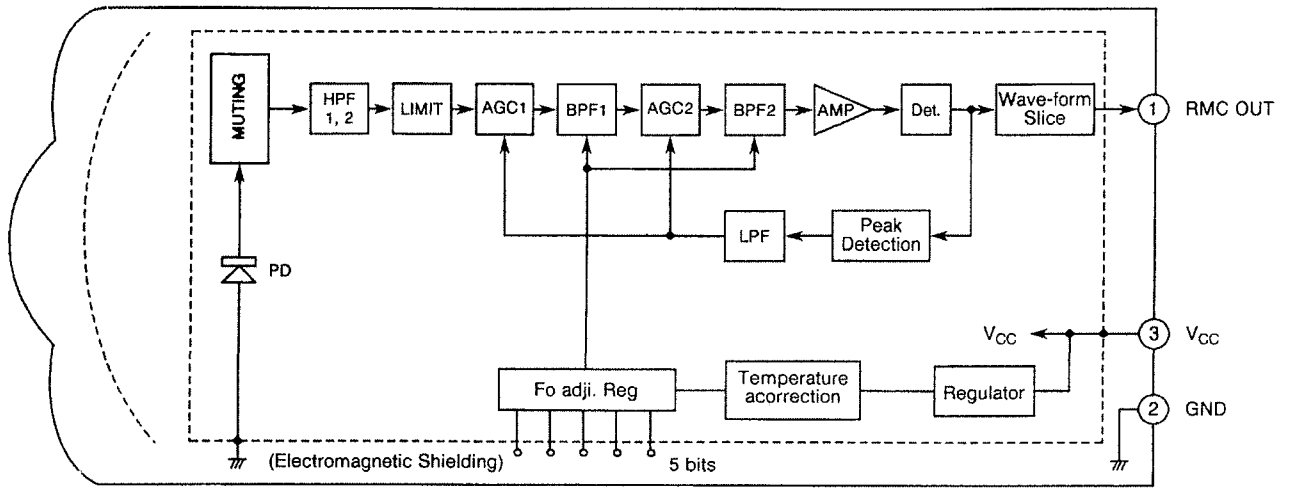 MUTING
HPF
1, 2
LIMIT
AGC1
BPF1
AGC2
BPF2
AMP
Det.
Wave-form
Slice
1
RMC OUT
LPF
Peak
Detection
PD
VCC
3
VCC
Fo adji. Reg
Temperature
acorrection
Regulator
2
GND
(Electromagnetic Shielding)
5 bits